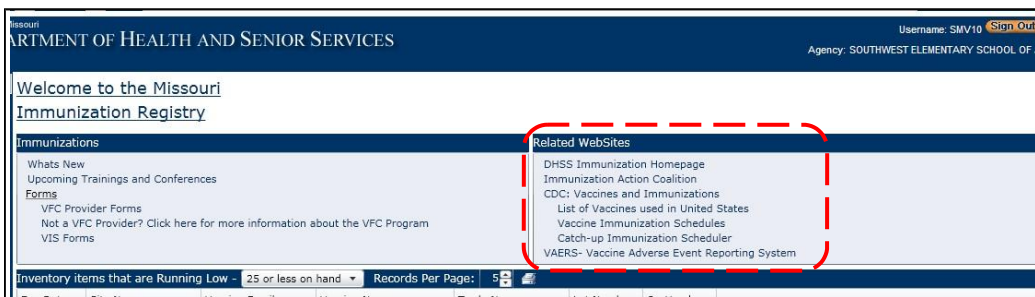 Missouri
ARTMENT OF HEALTH AND SENIOR SERVICES
Username: SMV10 Sign Out
Agency: SOUTHWEST ELEMENTARY SCHOOL OF
Welcome to the Missouri
Immunization Registry
Immunizations
Whats New
Upcoming Trainings and Conferences
Forms
VFC Provider Forms
Not a VFC Provider? Click here for more information about the VFC Program
VIS Forms
Related WebSites
DHSS Immunization Homepage
Immunization Action Coalition
CDC: Vaccines and Immunizations
List of Vaccines used in United States
Vaccine Immunization Schedules
Catch-up Immunization Scheduler
VAERS- Vaccine Adverse Event Reporting System
Inventory items that are Running Low - 25 or less on hand Records Per Page: 5